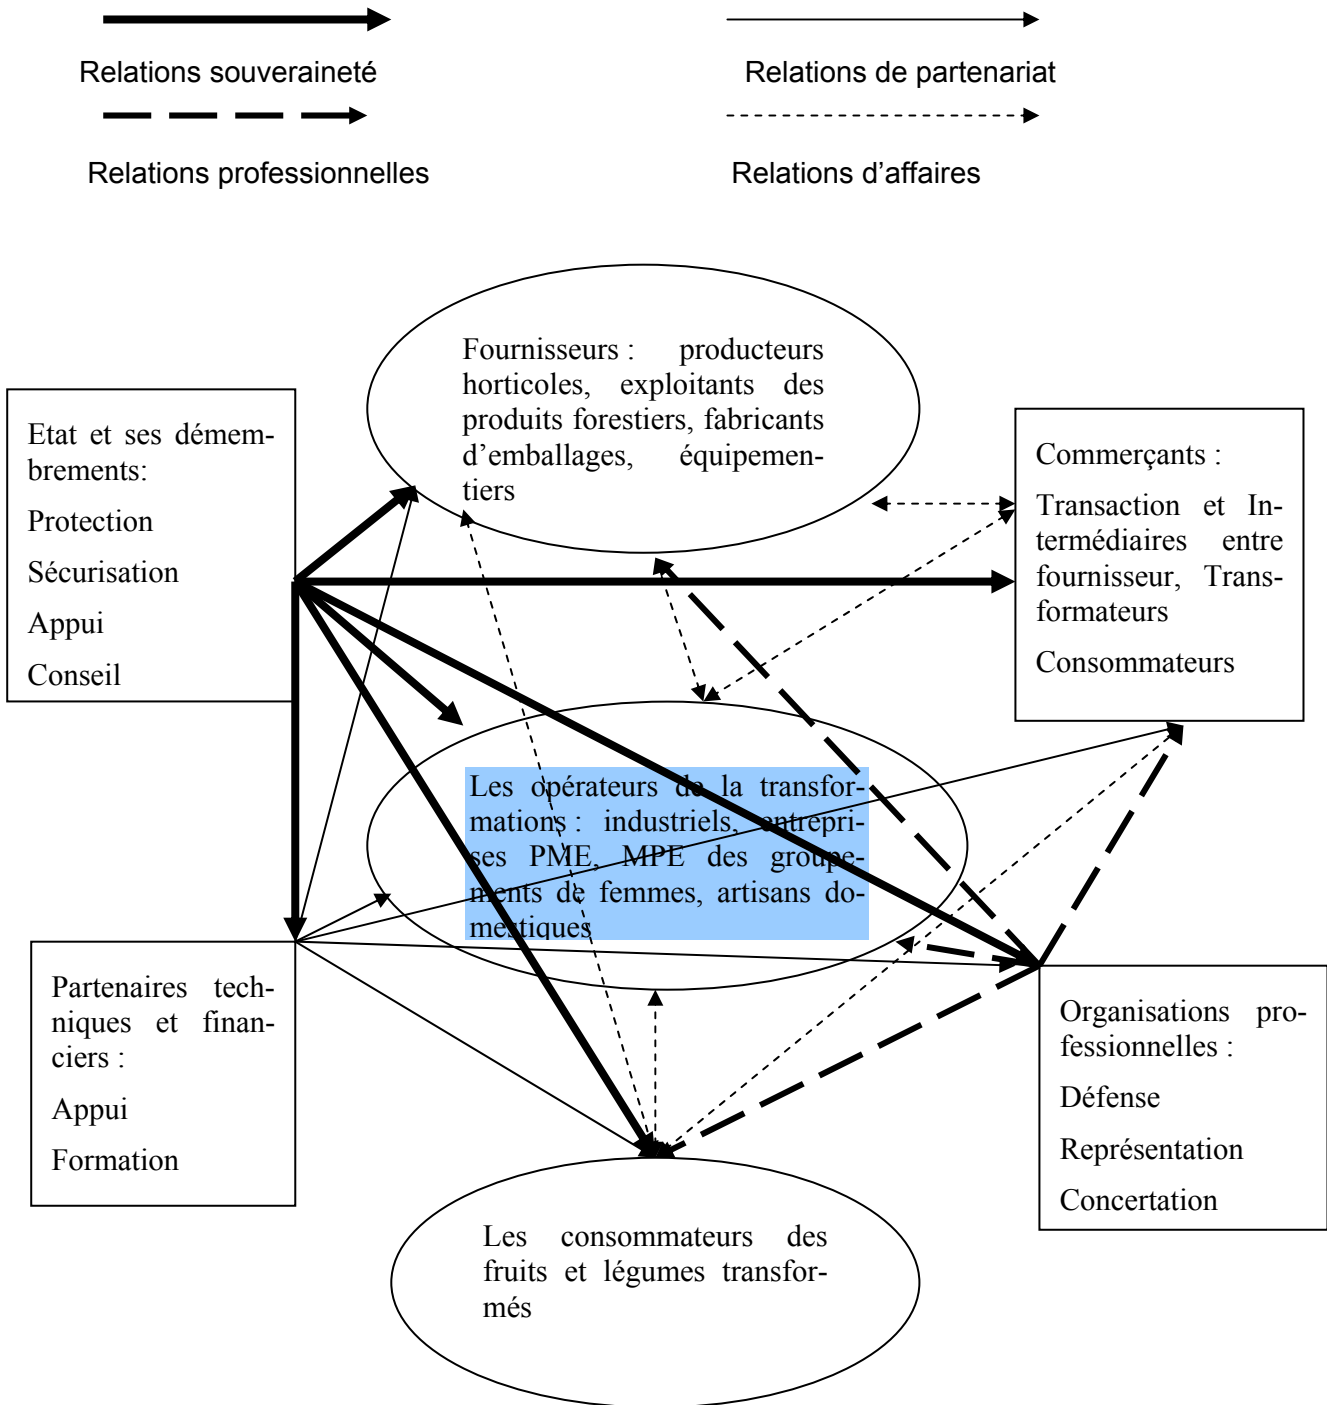 Relations souveraineté
Relations de partenariat
Relations professionnelles
Relations d’affaires
Fournisseurs : producteurs
horticoles, exploitants des
produits forestiers, fabricants
d’emballages, équipemen-
tiers
Etat et ses démem-
brements:
Protection
Sécurisation
Appui
Conseil
Commerçants :
Transaction et In-
termédiaires entre
fournisseur, Trans-
formateurs
Consommateurs
Les opérateurs de la transfor-
mations : industriels, entrepri-
ses PME, MPE des groupe-
ments de femmes, artisans do-
mestiques
Partenaires tech-
niques et finan-
ciers :
Appui
Formation
Organisations pro-
fessionnelles :
Défense
Représentation
Concertation
Les consommateurs des
fruits et légumes transfor-
més